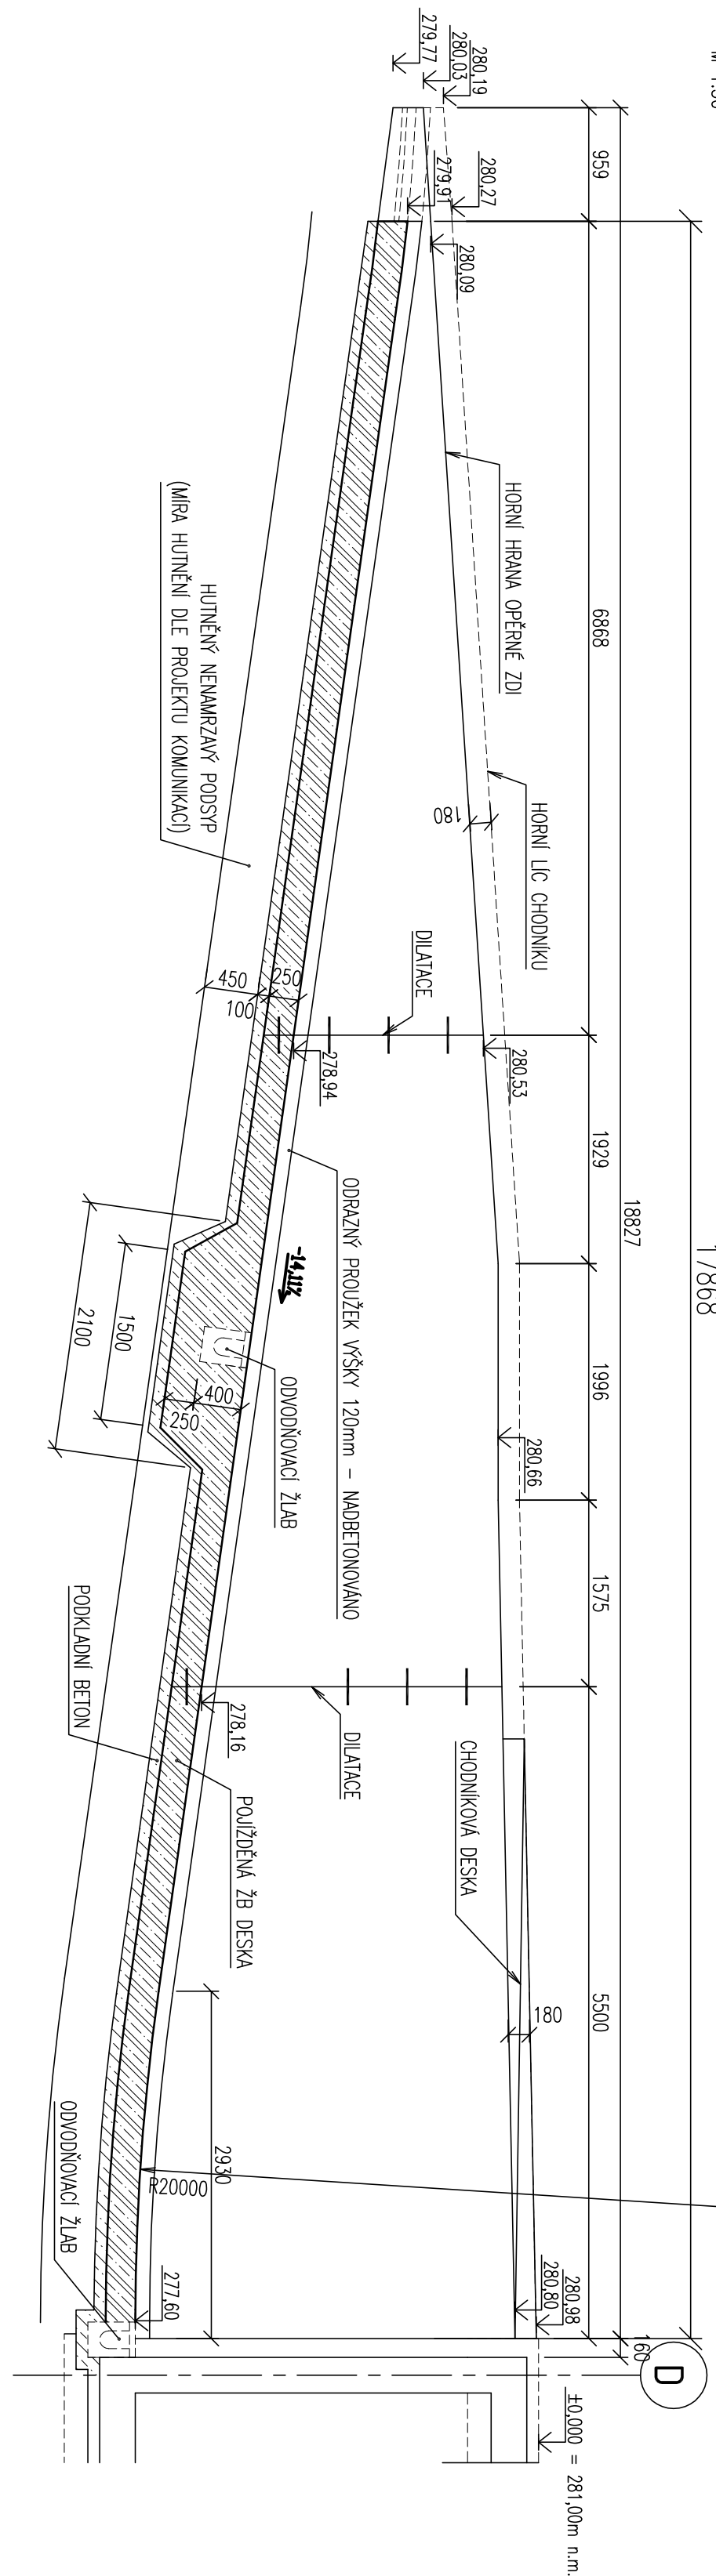 279,77
280,03
280,19
279,91
280,27
280,09
959
6868
1929
1996
1575
5500
160
18827
17868
HORNÍ HRANA OPĚRNÉ ZDI
HORNÍ LÍC CHODNÍKU
180
HUTNĚNÝ NENAMRZAVÝ PODSYP
(MÍRA HUTNĚNÍ DLE PROJEKTU KOMUNIKACÍ)
450
100
250
DILATACE
278,94
280,53
ODRAZNÝ PROUŽEK VÝŠKY 120mm – NADBETONOVÁNO
-14,11%
2100
1500
ODVODŇOVACÍ ŽLAB
400
250
280,66
PODKLADNÍ BETON
278,16
DILATACE
POJÍŽDĚNÁ ŽB DESKA
CHODNÍKOVÁ DESKA
180
2930
R20000
ODVODŇOVACÍ ŽLAB
277,60
280,80
280,98
D
±0,000 = 281,00m n.m.